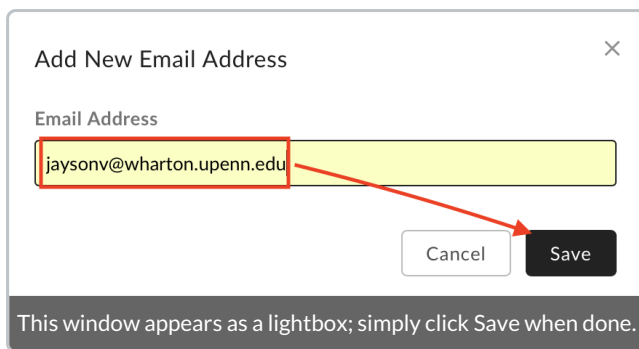 Add New Email Address
Email Address
jaysonv@wharton.upenn.edu
Cancel
Save
This window appears as a lightbox; simply click Save when done.